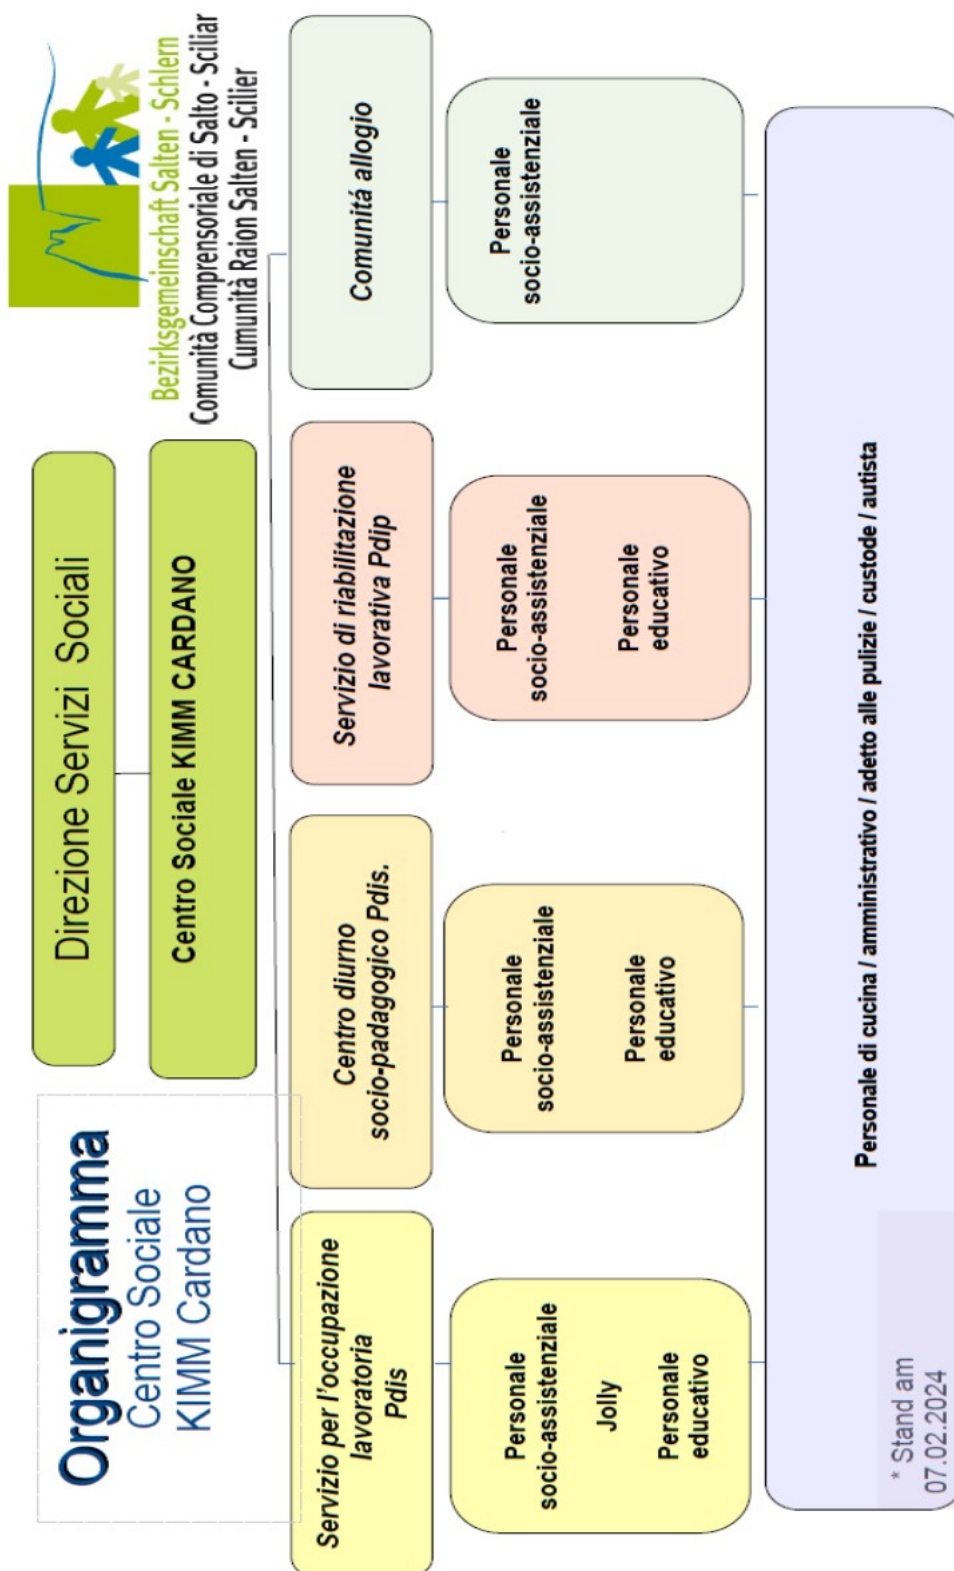 Organigramma
Centro Sociale
KIMM Cardano
Direzione Servizi Sociali
Centro Sociale KIMM CARDANO
Bezirksgemeinschaft Salten - Schlern
Comunità Comprensoriale di Salto - Sciliar
Cumunità Raion Salten - Scilier
Servizio per l'occupazione
lavoratoria
Pdis
Centro diurno
socio-padagogico Pdis.
Servizio di riabilitazione
lavorativa Pdip
Comunitá allogio
Personale
socio-assistenziale
Jolly
Personale
educativo
Personale
socio-assistenziale
Personale
educativo
Personale
socio-assistenziale
Personale
educativo
Personale
socio-assistenziale
Personale di cucina / amministrativo / adetto alle pulizie / custode / autista
* Stand am
07.02.2024